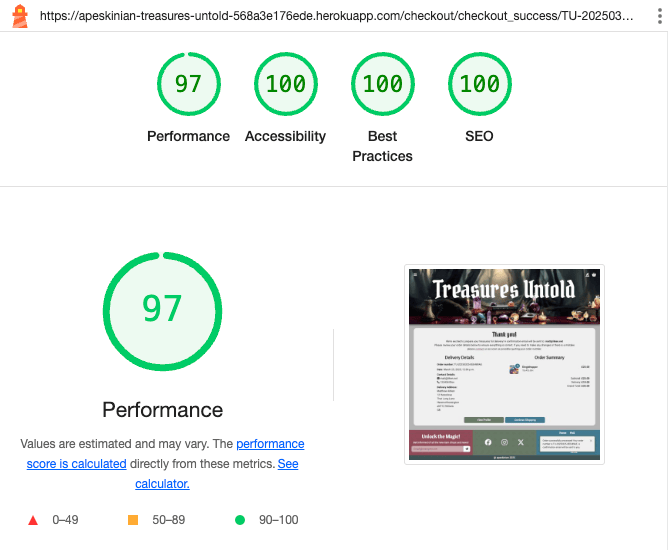 https://apeskinian-treasures-untold-568a3e176ede.herokuapp.com/checkout/checkout_success/TU-202503...
97
100
100
100
Performance
Accessibility
Best
Practices
SEO
97
Performance
Values are estimated and may vary. The performance
score is calculated directly from these metrics. See
calculator.
0–49
50–89
90–100
Treasures Untold
Thank you!
Delivery Details
Order Summary
Unlock the Magic!